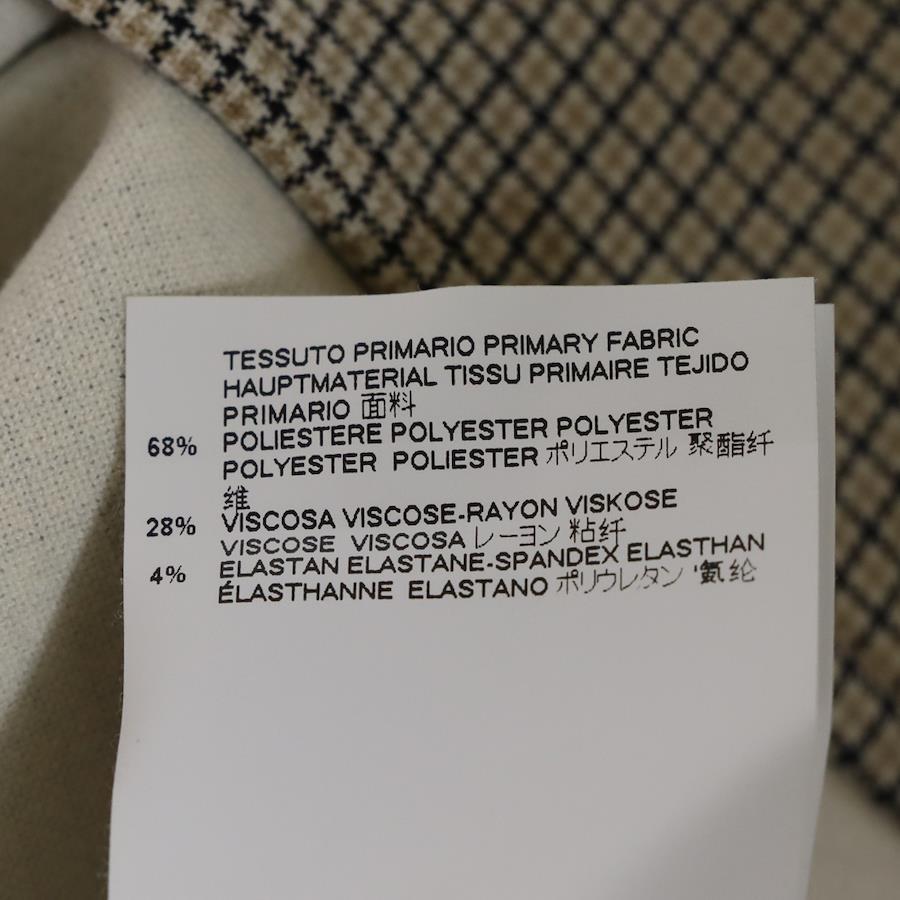 TESSUTO PRIMARIO PRIMARY FABRIC
HAUPTMATERIAL TISSU PRIMAIRE TEJIDO
PRIMARIO 面料
68% POLIESTERE POLYESTER POLYESTER
POLYESTER POLIESTER ポリエステル 聚酯纤
维
28% VISCOSA VISCOSE-RAYON VISKOSE
VISCOSE VISCOSA レーヨン 粘纤
4% ELASTAN ELASTANE-SPANDEX ELASTHAN
ÉLASTHANNE ELASTANO ポリウレタン 氨纶